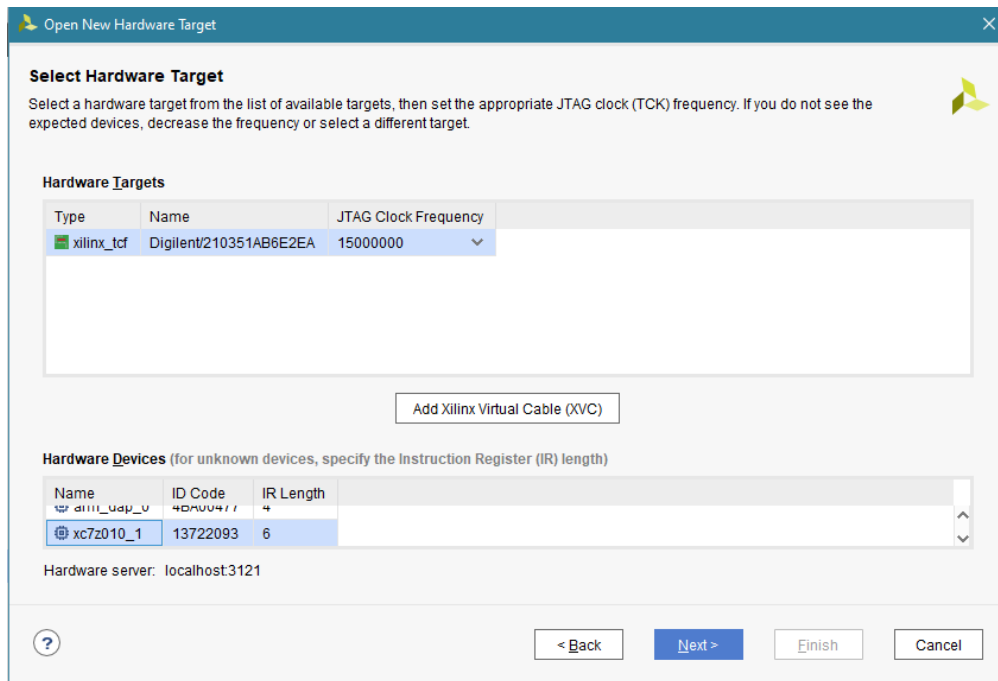 Open New Hardware Target
Select Hardware Target
Select a hardware target from the list of available targets, then set the appropriate JTAG clock (TCK) frequency. If you do not see the
expected devices, decrease the frequency or select a different target.
Hardware Targets
Type Name JTAG Clock Frequency
xilinx_tcf Digilent/210351AB6E2EA 15000000
Add Xilinx Virtual Cable (XVC)
Hardware Devices (for unknown devices, specify the Instruction Register (IR) length)
Name ID Code IR Length
arm_dap_0 4BA00477 4
xc7z010_1 13722093 6
Hardware server: localhost:3121
? < Back Next > Finish Cancel